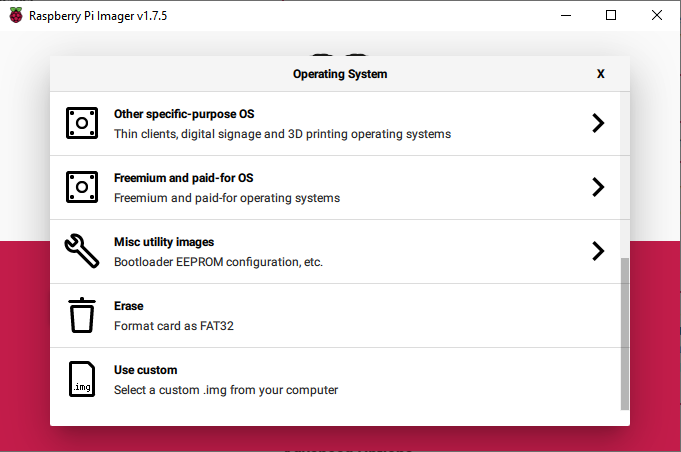 Raspberry Pi Imager v1.7.5
Operating System
X
Other specific-purpose OS
Thin clients, digital signage and 3D printing operating systems
Freemium and paid-for OS
Freemium and paid-for operating systems
Misc utility images
Bootloader EEPROM configuration, etc.
Erase
Format card as FAT32
.img
Use custom
Select a custom .img from your computer